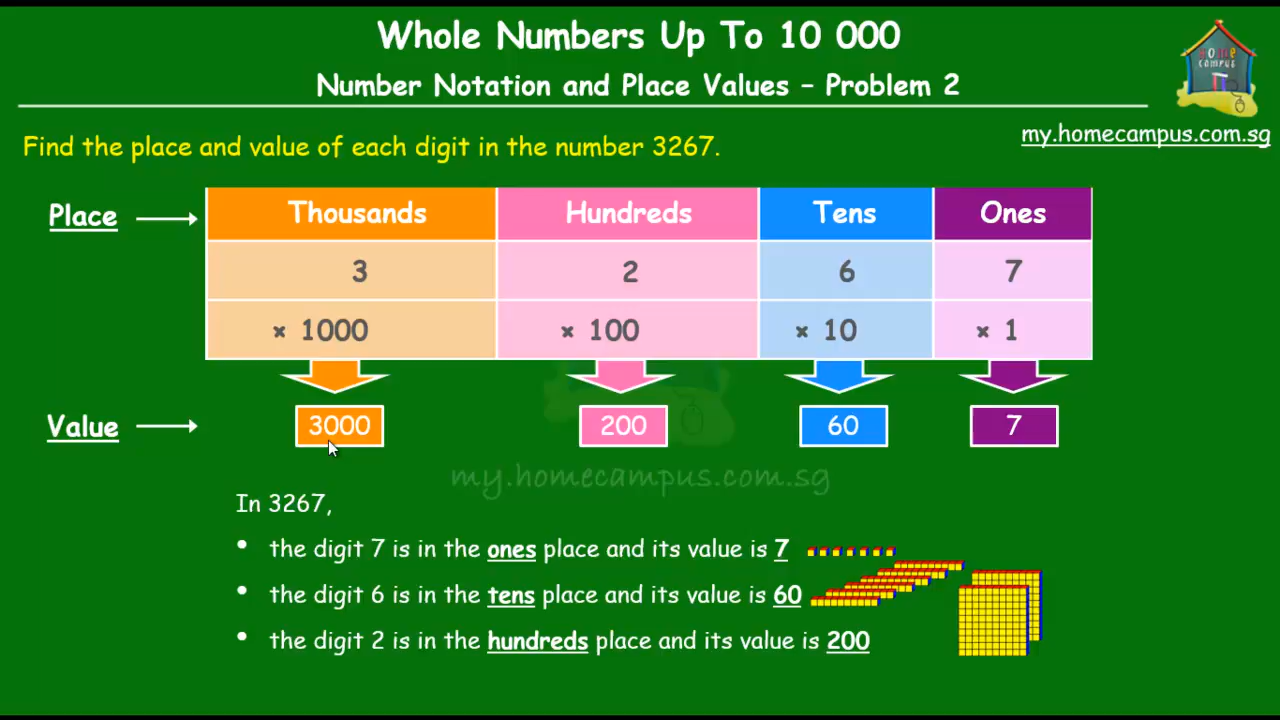 Whole Numbers Up To 10 000
Number Notation and Place Values – Problem 2
Home
campus
my.homecampus.com.sg
Find the place and value of each digit in the number 3267.
Place Thousands Hundreds Tens Ones
3 2 6 7
× 1000 × 100 × 10 × 1
Value 3000 200 60 7
my.homecampus.com.sg
In 3267,
• the digit 7 is in the ones place and its value is 7
• the digit 6 is in the tens place and its value is 60
• the digit 2 is in the hundreds place and its value is 200